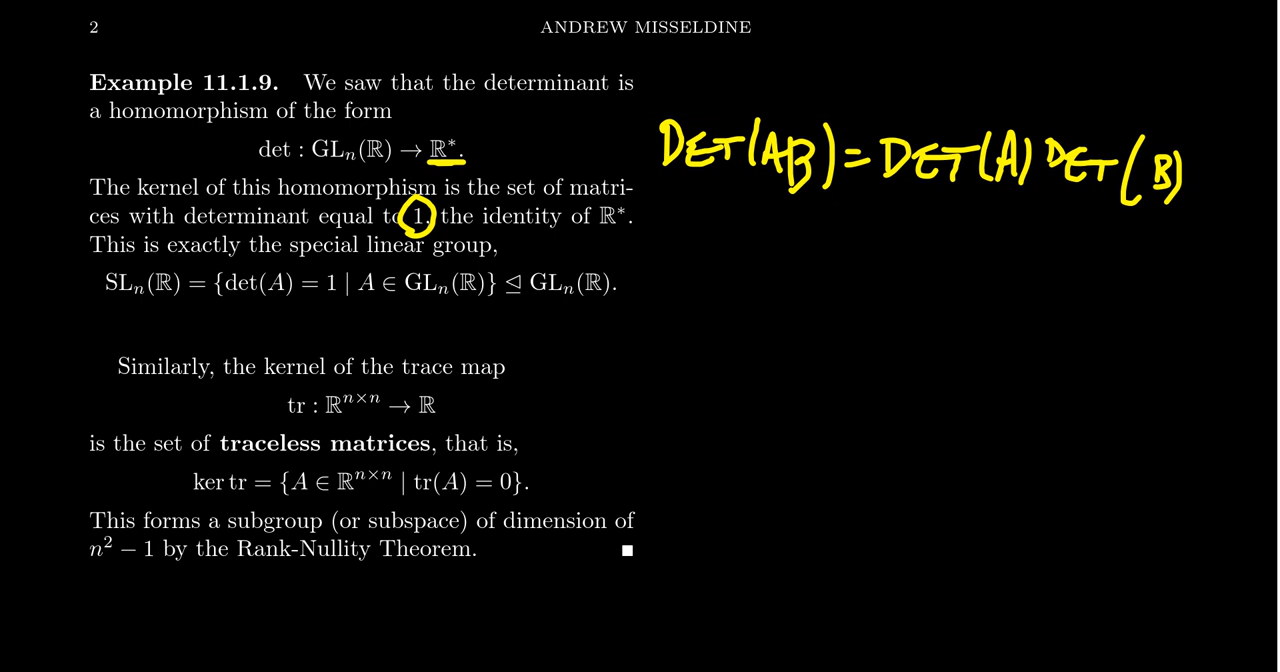 2
ANDREW MISSELDINE
Example 11.1.9. We saw that the determinant is
a homomorphism of the form
det : GLₙ(ℝ) → ℝ*.
The kernel of this homomorphism is the set of matri-
ces with determinant equal to 1, the identity of ℝ*.
This is exactly the special linear group,
SLₙ(ℝ) = {det(A) = 1 | A ∈ GLₙ(ℝ)} ⊴ GLₙ(ℝ).
Similarly, the kernel of the trace map
tr : ℝⁿˣⁿ → ℝ
is the set of traceless matrices, that is,
ker tr = {A ∈ ℝⁿˣⁿ | tr(A) = 0}.
This forms a subgroup (or subspace) of dimension of
n² − 1 by the Rank-Nullity Theorem. ■
DET(AB) = DET(A) DET(B)